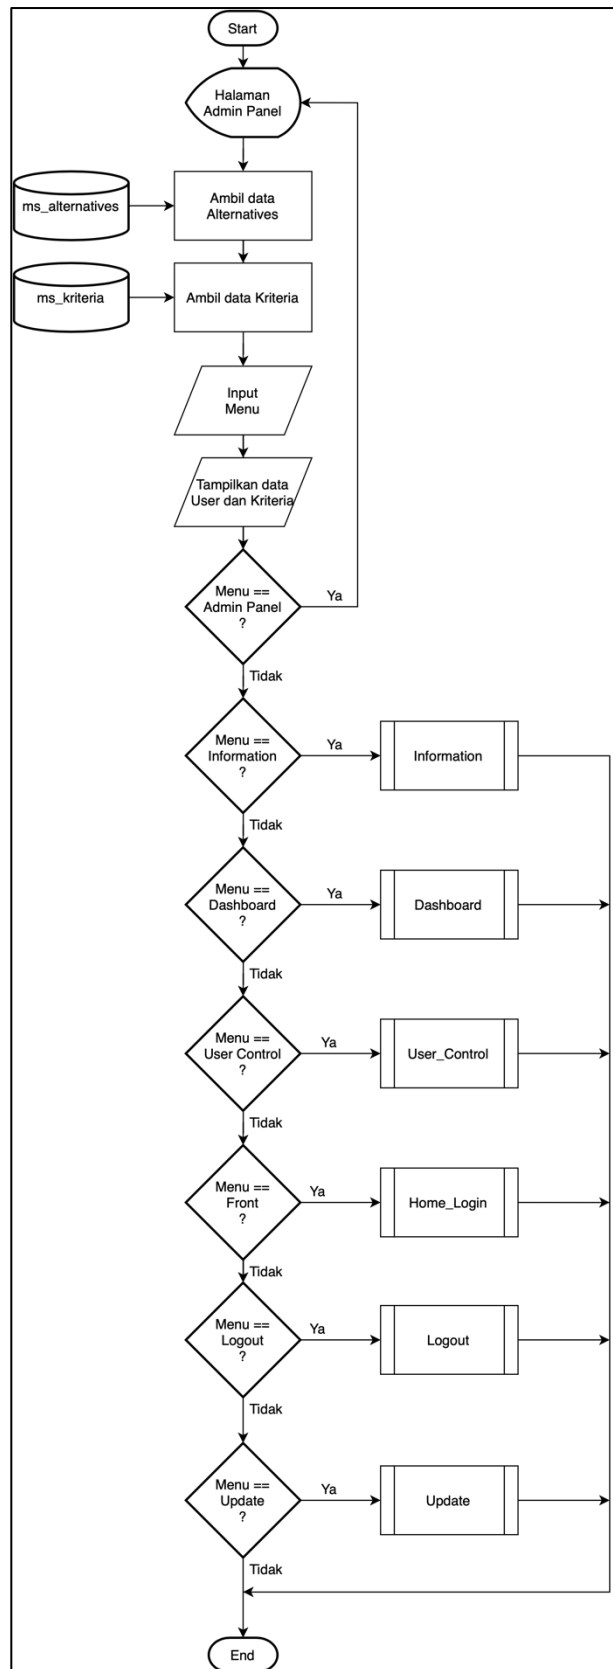 Start
Halaman
Admin Panel
ms_alternatives
Ambil data
Alternatives
ms_kriteria
Ambil data Kriteria
Input
Menu
Tampilkan data
User dan Kriteria
Menu ==
Admin Panel
?
Ya
Tidak
Menu ==
Information
?
Ya
Information
Tidak
Menu ==
Dashboard
?
Ya
Dashboard
Tidak
Menu ==
User Control
?
Ya
User_Control
Tidak
Menu ==
Front
?
Ya
Home_Login
Tidak
Menu ==
Logout
?
Ya
Logout
Tidak
Menu ==
Update
?
Ya
Update
Tidak
End